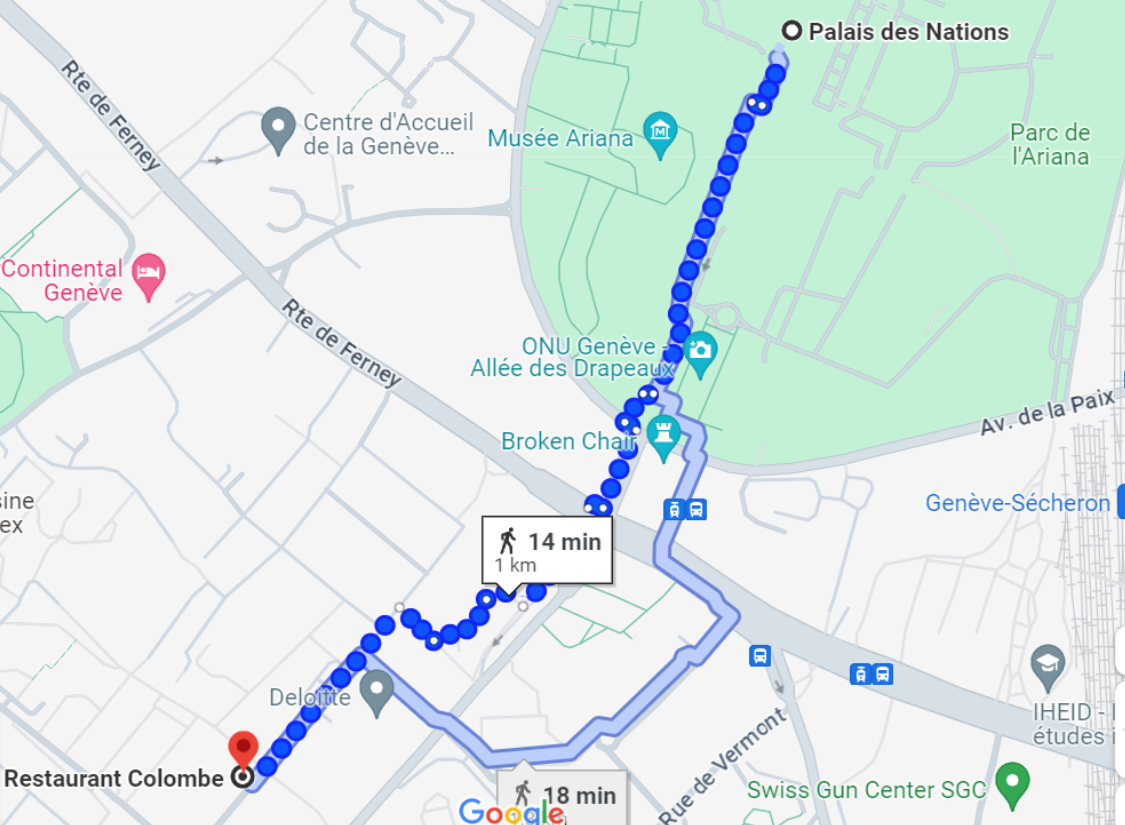 Palais des Nations
Rte de Ferney
Centre d'Accueil
de la Genève...
Musée Ariana
Parc de
l'Ariana
Continental
Genève
Rte de Ferney
ONU Genève -
Allée des Drapeaux
Av. de la Paix
Broken Chair
sine
ex
Genève-Sécheron
14 min
1 km
Deloitte
IHEID - I
études i
Rue de Vermont
Restaurant Colombe
18 min
Swiss Gun Center SGC
Google